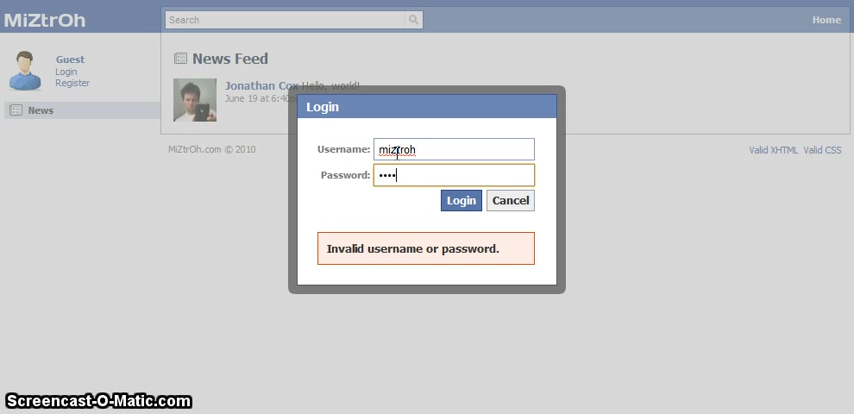 MiZtrOh
Search
Home
Guest
Login
Register
News
News Feed
Jonathan Cox Hello, world!
June 19 at 6:40
MiZtrOh.com © 2010
Valid XHTML Valid CSS
Login
Username: miztroh
Password: ••••
Login Cancel
Invalid username or password.
Screencast-O-Matic.com